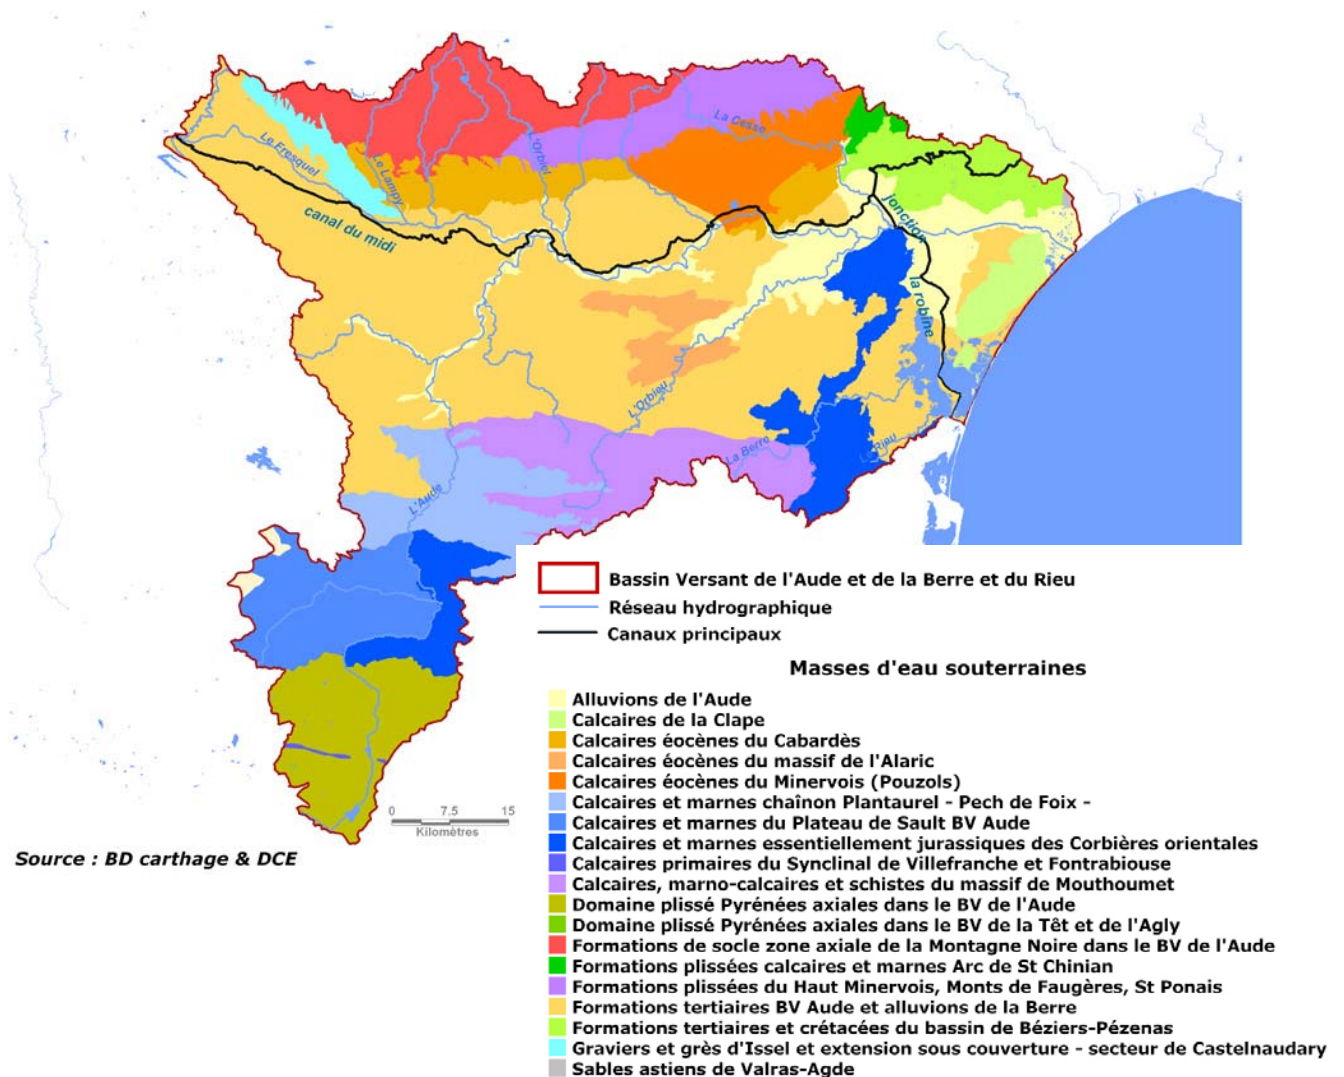 Le Fresquel
Le Lampy
L'Orbiel
La Cesse
canal du midi
jonction
la robine
L'Orbieu
La Berre
Rieu
L'Aude
0 7.5 15
Kilomètres
Source : BD carthage & DCE
Bassin Versant de l'Aude et de la Berre et du Rieu
Réseau hydrographique
Canaux principaux
Masses d'eau souterraines
Alluvions de l'Aude
Calcaires de la Clape
Calcaires éocènes du Cabardès
Calcaires éocènes du massif de l'Alaric
Calcaires éocènes du Minervois (Pouzols)
Calcaires et marnes chaînon Plantaurel - Pech de Foix -
Calcaires et marnes du Plateau de Sault BV Aude
Calcaires et marnes essentiellement jurassiques des Corbières orientales
Calcaires primaires du Synclinal de Villefranche et Fontrabiouse
Calcaires, marno-calcaires et schistes du massif de Mouthoumet
Domaine plissé Pyrénées axiales dans le BV de l'Aude
Domaine plissé Pyrénées axiales dans le BV de la Têt et de l'Agly
Formations de socle zone axiale de la Montagne Noire dans le BV de l'Aude
Formations plissées calcaires et marnes Arc de St Chinian
Formations plissées du Haut Minervois, Monts de Faugères, St Ponais
Formations tertiaires BV Aude et alluvions de la Berre
Formations tertiaires et crétacées du bassin de Béziers-Pézenas
Graviers et grès d'Issel et extension sous couverture - secteur de Castelnaudary
Sables astiens de Valras-Agde